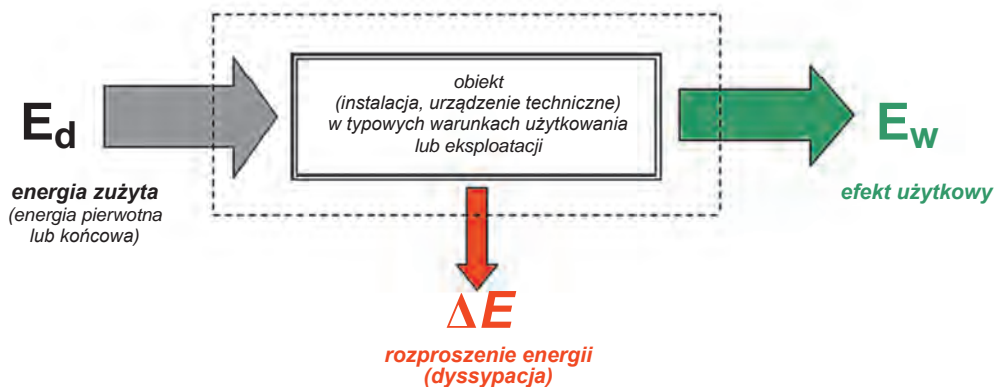 E_d
energia zużyta
(energia pierwotna
lub końcowa)
obiekt
(instalacja, urządzenie techniczne)
w typowych warunkach użytkowania
lub eksploatacji
E_w
efekt użytkowy
ΔE
rozproszenie energii
(dyssypacja)